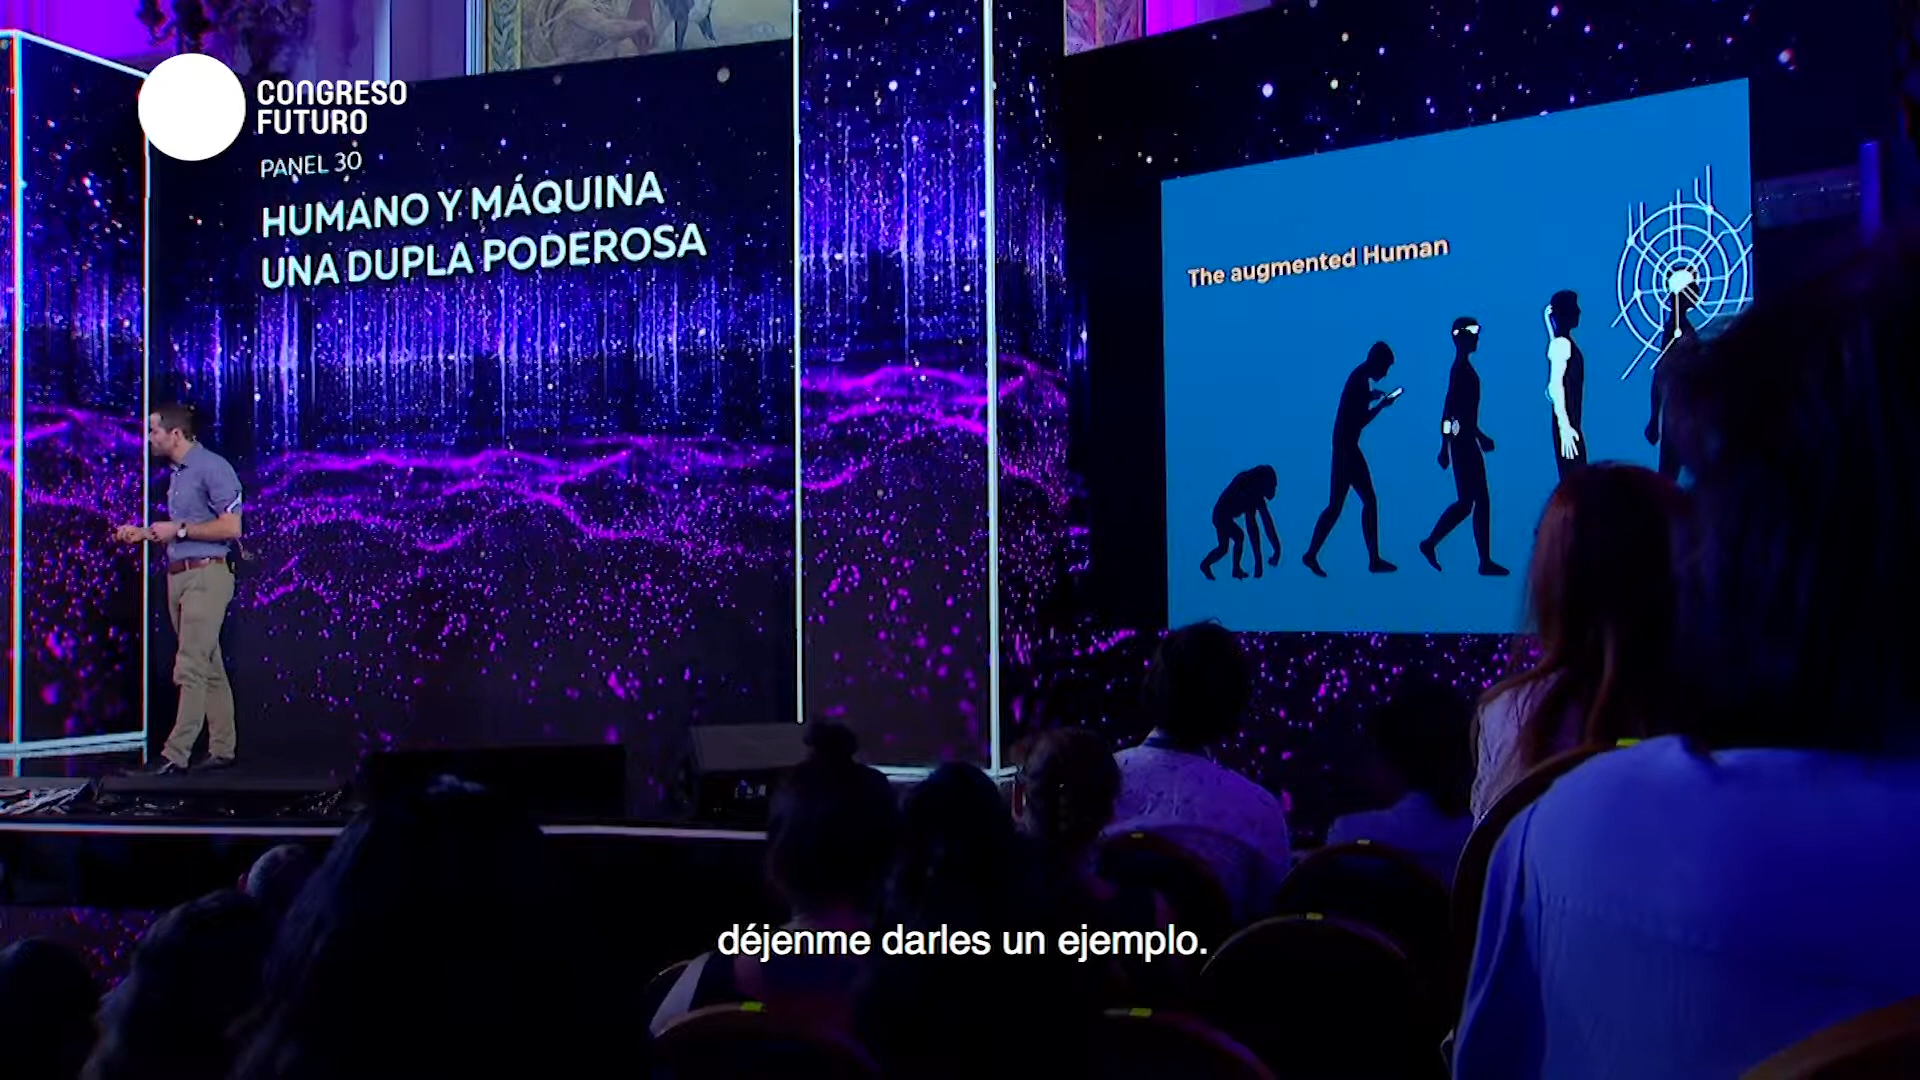 CONGRESO
FUTURO
PANEL 30
HUMANO Y MÁQUINA
UNA DUPLA PODEROSA
The augmented Human
déjenme darles un ejemplo.